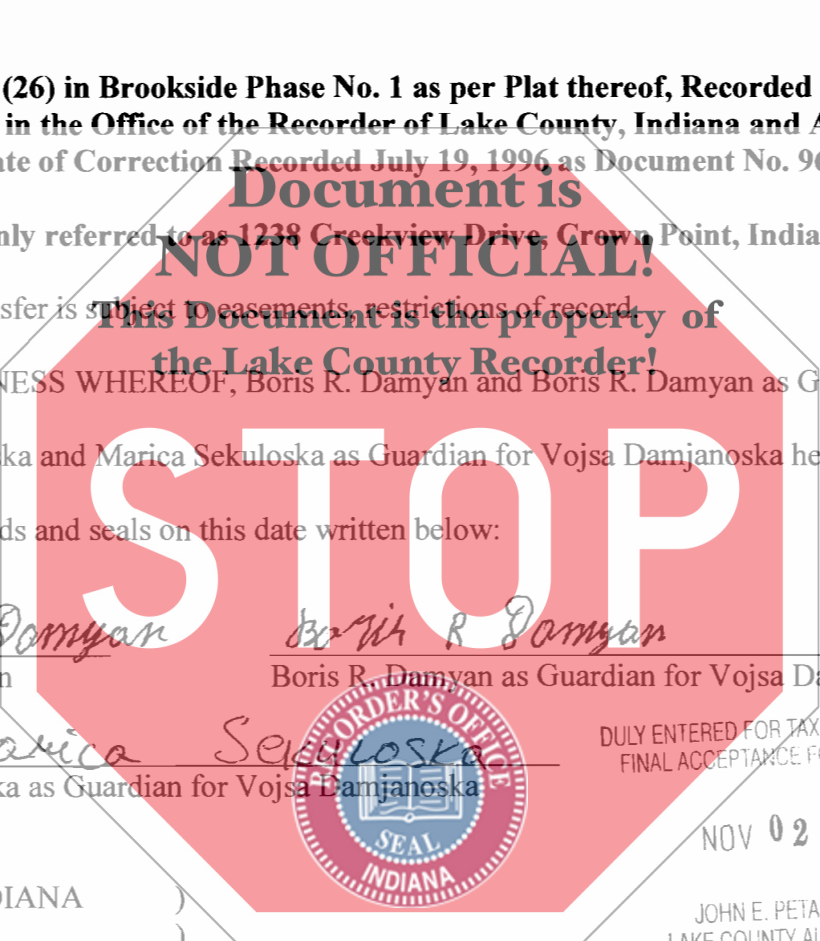 (26) in Brookside Phase No. 1 as per Plat thereof, Recorded
in the Office of the Recorder of Lake County, Indiana and A
ate of Correction Recorded July 19, 1996 as Document No. 96
Document is
nly referred to as 1238 Creekview Drive, Crown Point, India
NOT OFFICIAL!
sfer is subject to easements, restrictions of record.
This Document is the property of
the Lake County Recorder!
NESS WHEREOF, Boris R. Damyan and Boris R. Damyan as G
ska and Marica Sekuloska as Guardian for Vojsa Damjanoska he
STOP
ds and seals on this date written below:
Damyan Boris R Damyan
n Boris R. Damyan as Guardian for Vojsa Da
RECORDER'S OFFICE
SEAL
INDIANA
arica Sekuloska
DULY ENTERED FOR TAX
FINAL ACCEPTANCE FO
ka as Guardian for Vojsa Damjanoska
NOV 02
DIANA )
JOHN E. PETA
)
LAKE COUNTY AU